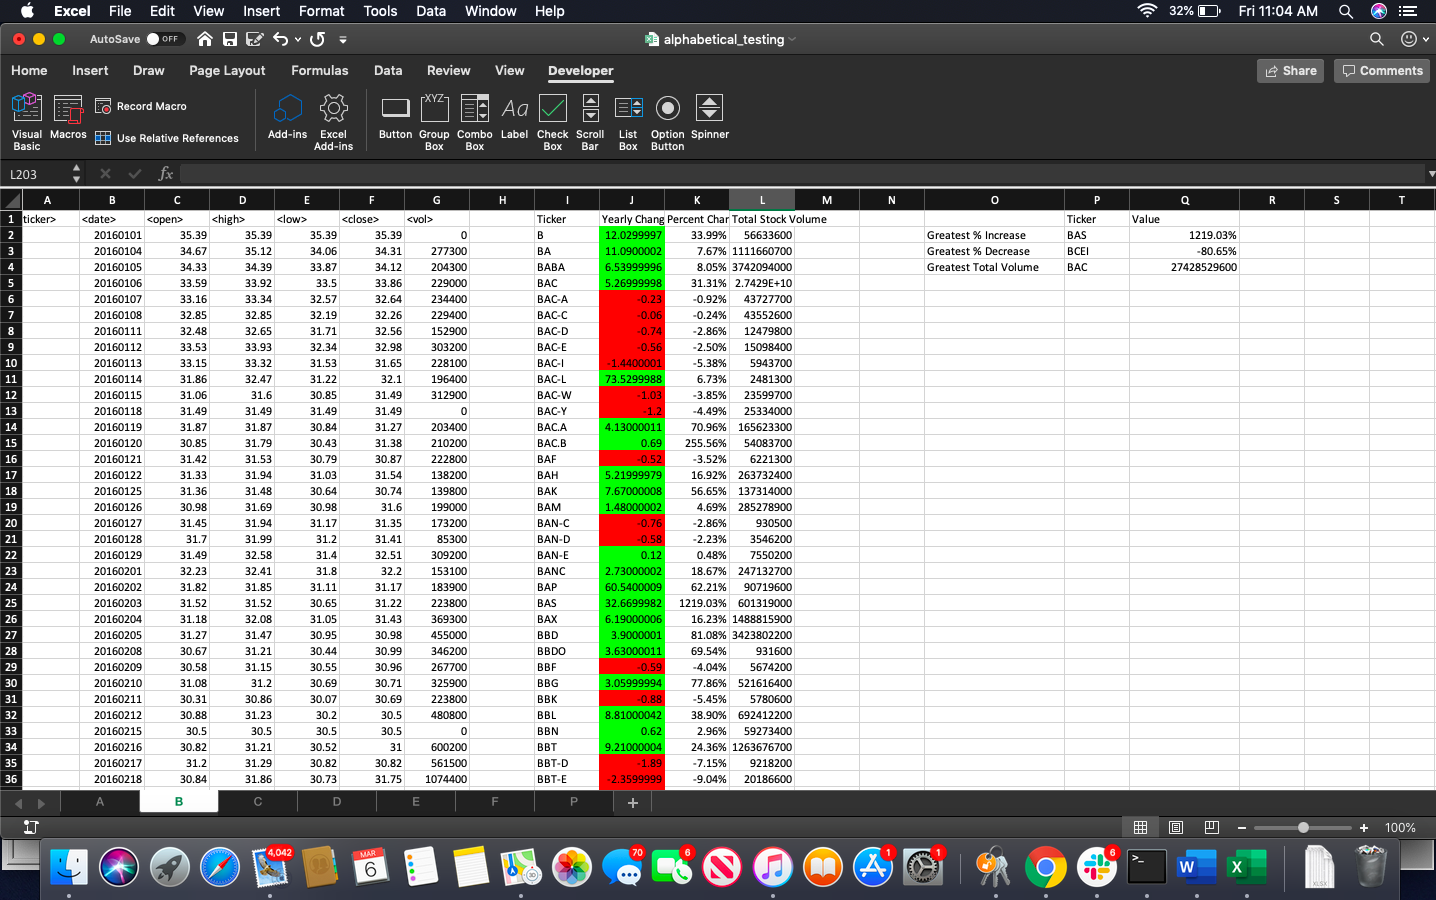 Excel File Edit View Insert Format Tools Data Window Help 32% Fri 11:04 AM
AutoSave OFF alphabetical_testing
Home Insert Draw Page Layout Formulas Data Review View Developer Share Comments
Visual Basic Macros Record Macro Use Relative References Add-ins Excel Add-ins Button Group Box Combo Box Label Check Box Scroll Bar List Box Option Button Spinner
L203 fx
A B C D E F G H I J K L M N O P Q R S T
1 ticker> <date> <open> <high> <low> <close> <vol> Ticker Yearly Chang Percent Char Total Stock Volume Ticker Value
2 20160101 35.39 35.39 35.39 35.39 0 B 12.0299997 33.99% 56633600 Greatest % Increase BAS 1219.03%
3 20160104 34.67 35.12 34.06 34.31 277300 BA 11.0900002 7.67% 1111660700 Greatest % Decrease BCEI -80.65%
4 20160105 34.33 34.39 33.87 34.12 204300 BABA 6.53999996 8.05% 3742094000 Greatest Total Volume BAC 27428529600
5 20160106 33.59 33.92 33.5 33.86 229000 BAC 5.26999998 31.31% 2.7429E+10
6 20160107 33.16 33.34 32.57 32.64 234400 BAC-A -0.23 -0.92% 43727700
7 20160108 32.85 32.85 32.19 32.26 229400 BAC-C -0.06 -0.24% 43552600
8 20160111 32.48 32.65 31.71 32.56 152900 BAC-D -0.74 -2.86% 12479800
9 20160112 33.53 33.93 32.34 32.98 303200 BAC-E -0.56 -2.50% 15098400
10 20160113 33.15 33.32 31.53 31.65 228100 BAC-I -1.4400001 -5.38% 5943700
11 20160114 31.86 32.47 31.22 32.1 196400 BAC-L 73.5299988 6.73% 2481300
12 20160115 31.06 31.6 30.85 31.49 312900 BAC-W -1.03 -3.85% 23599700
13 20160118 31.49 31.49 31.49 31.49 0 BAC-Y -1.2 -4.49% 25334000
14 20160119 31.87 31.87 30.84 31.27 203400 BAC.A 4.13000011 70.96% 165623300
15 20160120 30.85 31.79 30.43 31.38 210200 BAC.B 0.69 255.56% 54083700
16 20160121 31.42 31.53 30.79 30.87 222800 BAF -0.52 -3.52% 6221300
17 20160122 31.33 31.94 31.03 31.54 138200 BAH 5.21999979 16.92% 263732400
18 20160125 31.36 31.48 30.64 30.74 139800 BAK 7.67000008 56.65% 137314000
19 20160126 30.98 31.69 30.98 31.6 199000 BAM 1.48000002 4.69% 285278900
20 20160127 31.45 31.94 31.17 31.35 173200 BAN-C -0.76 -2.86% 930500
21 20160128 31.7 31.99 31.2 31.41 85300 BAN-D -0.58 -2.23% 3546200
22 20160129 31.49 32.58 31.4 32.51 309200 BAN-E 0.12 0.48% 7550200
23 20160201 32.23 32.41 31.8 32.2 153100 BANC 2.73000002 18.67% 247132700
24 20160202 31.82 31.85 31.11 31.17 183900 BAP 60.5400009 62.21% 90719600
25 20160203 31.52 31.52 30.65 31.22 223800 BAS 32.6699982 1219.03% 601319000
26 20160204 31.18 32.08 31.05 31.43 369300 BAX 6.19000006 16.23% 1488815900
27 20160205 31.27 31.47 30.95 30.98 455000 BBD 3.9000001 81.08% 3423802200
28 20160208 30.67 31.21 30.44 30.99 346200 BBDO 3.63000011 69.54% 931600
29 20160209 30.58 31.15 30.55 30.96 267700 BBF -0.59 -4.04% 5674200
30 20160210 31.08 31.2 30.69 30.71 325900 BBG 3.05999994 77.86% 521616400
31 20160211 30.31 30.86 30.07 30.69 223800 BBK -0.88 -5.45% 5780600
32 20160212 30.88 31.23 30.2 30.5 480800 BBL 8.81000042 38.90% 692412200
33 20160215 30.5 30.5 30.5 30.5 0 BBN 0.62 2.96% 59273400
34 20160216 30.82 31.21 30.52 31 600200 BBT 9.21000004 24.36% 1263676700
35 20160217 31.2 31.29 30.82 30.82 561500 BBT-D -1.89 -7.15% 9218200
36 20160218 30.84 31.86 30.73 31.75 1074400 BBT-E -2.3599999 -9.04% 20186600
A B C D E F P +
100%
4,042 MAR 6 70 6 1 1 6 W X XLSX